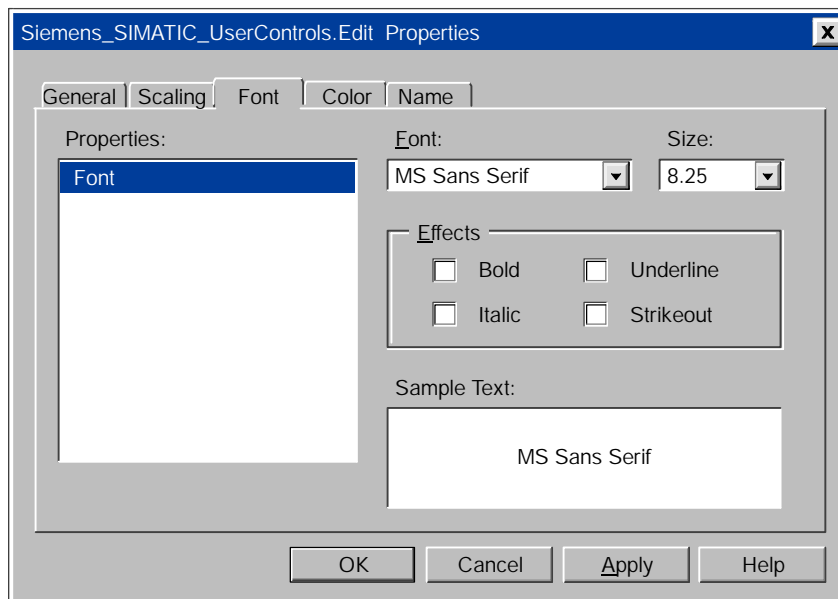 Siemens_SIMATIC_UserControls.Edit Properties
General Scaling Font Color Name
Properties:
Font
Font:
MS Sans Serif
Size:
8.25
Effects
Bold
Underline
Italic
Strikeout
Sample Text:
MS Sans Serif
OK Cancel Apply Help